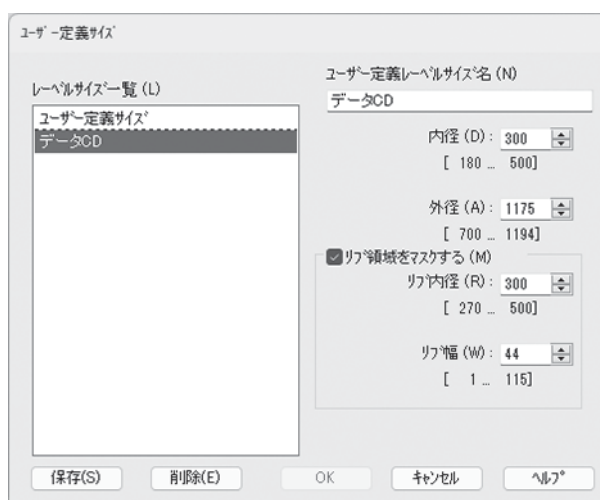 ユーザー定義サイズ
レーベルサイズ一覧 (L)
ユーザー定義サイズ
データCD
ユーザー定義レーベルサイズ名 (N)
データCD
内径 (D) : 300
[ 180 ... 500]
外径 (A) : 1175
[ 700 ... 1194]
リブ領域をマスクする (M)
リブ内径 (R) : 300
[ 270 ... 500]
リブ幅 (W) : 44
[ 1 ... 115]
保存(S) 削除(E) OK キャンセル ヘルプ